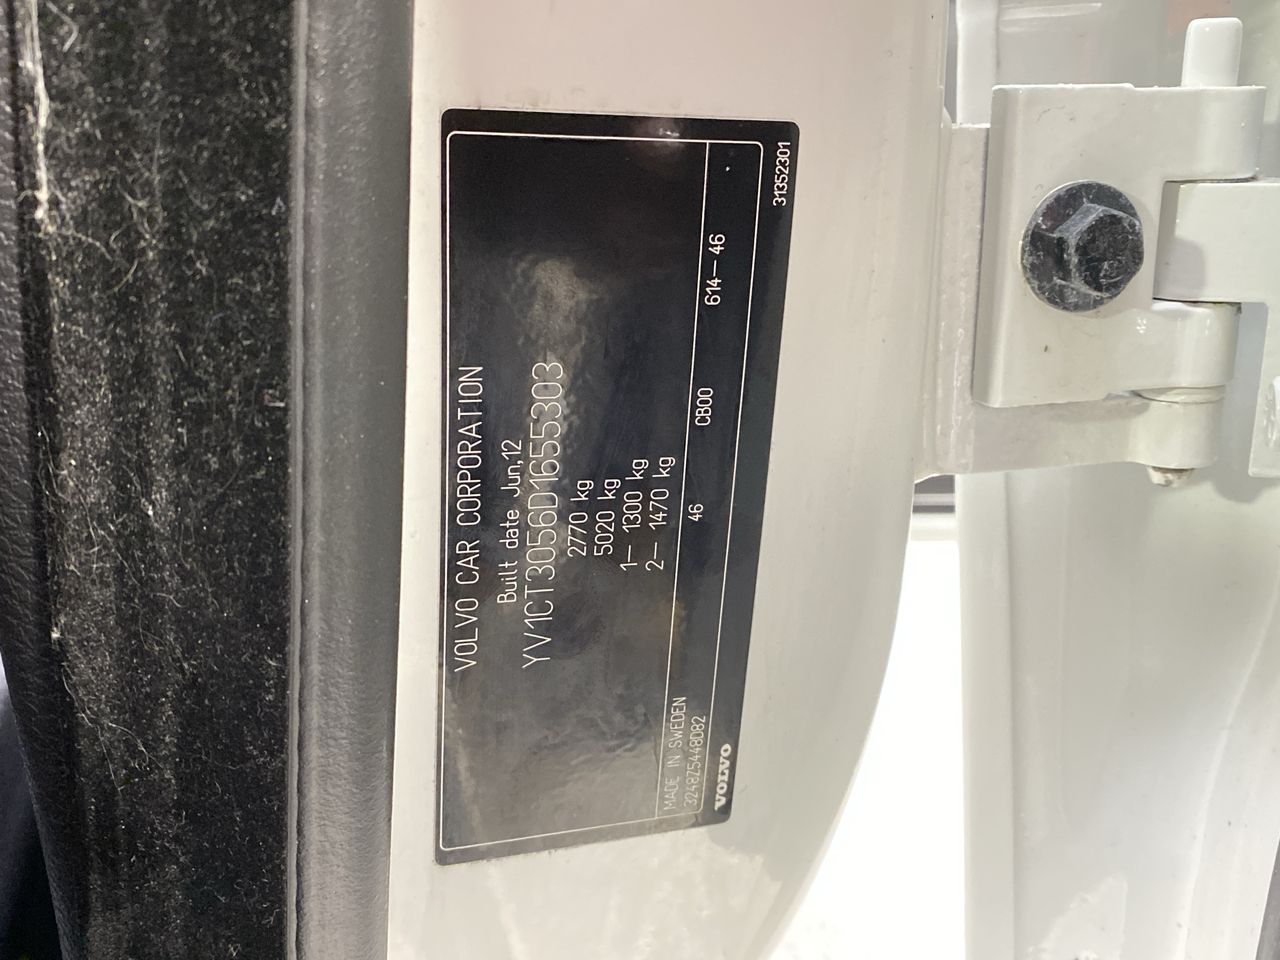 VOLVO CAR CORPORATION
Built date Jun,12
YV1CT3056D1655303
2770 kg
5020 kg
1– 1300 kg
2– 1470 kg
MADE IN SWEDEN
46 CB00 614–46
3248Z5448D82
VOLVO
31352301